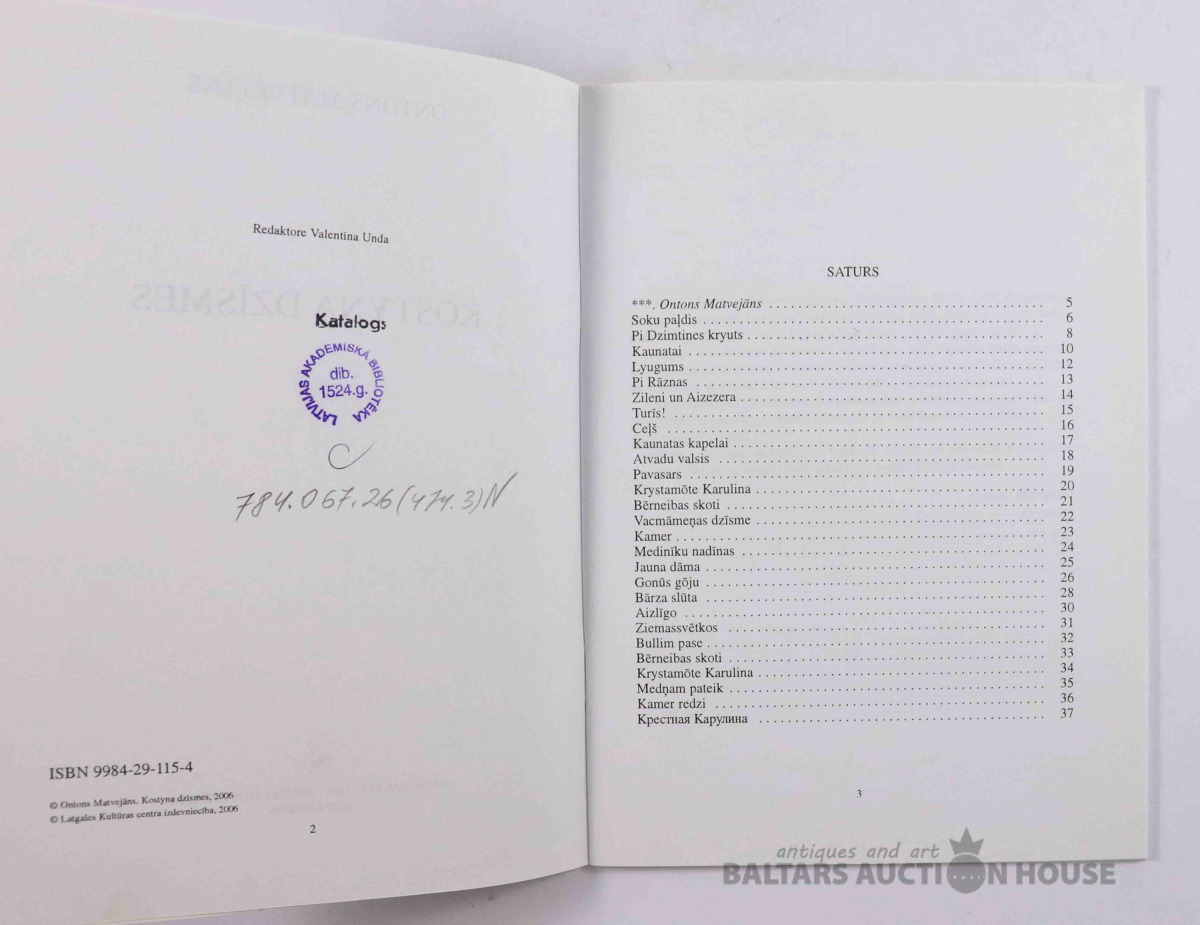 Redaktore Valentina Unda
Katalogs
LATVIJAS AKADĒMISKĀ BIBLIOTĒKA
dib.
1524.g.
C
784.067.26(474.3)N
ISBN 9984-29-115-4
© Ontons Matvejāns. Kostyna dzīsmes, 2006
© Latgales Kultūras centra izdevniecība, 2006
2
SATURS
***. Ontons Matvejāns 5
Soku paļdis 6
Pi Dzimtines kryuts 8
Kaunatai 10
Lyugums 12
Pi Rāznas 13
Zileni un Aizezera 14
Turīs! 15
Ceļš 16
Kaunatas kapelai 17
Atvadu valsis 18
Pavasars 19
Krystamōte Karulina 20
Bērneibas skoti 21
Vacmāmeņas dzīsme 22
Kamer 23
Medinīku nadīnas 24
Jauna dāma 25
Gonūs gōju 26
Bārza slūta 28
Aizlīgo 30
Ziemassvētkos 31
Bullim pase 32
Bērneibas skoti 33
Krystamōte Karulina 34
Medņam pateik 35
Kamer redzi 36
Крестная Карулина 37
3
antiques and art
BALTARS AUCTION HOUSE
ONTONS MATVEJĀNS
KOSTYNA DZĪSMES